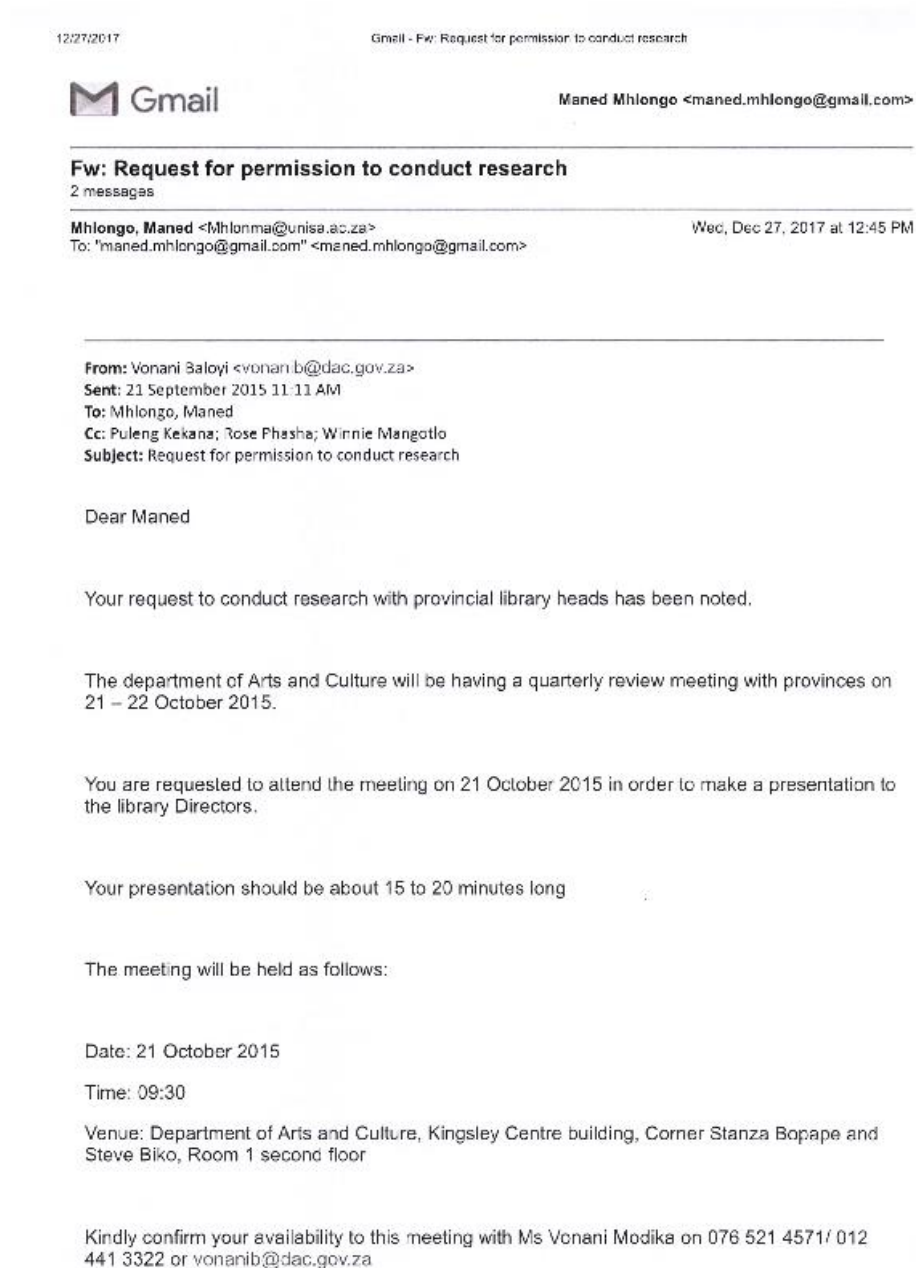 12/27/2017 Gmail - Fw: Request for permission to conduct research
Gmail Maned Mhlongo <maned.mhlongo@gmail.com>
Fw: Request for permission to conduct research
2 messages
Mhlongo, Maned <Mhlonma@unisa.ac.za> Wed, Dec 27, 2017 at 12:45 PM
To: "maned.mhlongo@gmail.com" <maned.mhlongo@gmail.com>
From: Vonani Baloyi <vonanib@dac.gov.za>
Sent: 21 September 2015 11:11 AM
To: Mhlongo, Maned
Cc: Puleng Kekana; Rose Phasha; Winnie Mangotlo
Subject: Request for permission to conduct research
Dear Maned
Your request to conduct research with provincial library heads has been noted.
The department of Arts and Culture will be having a quarterly review meeting with provinces on
21 – 22 October 2015.
You are requested to attend the meeting on 21 October 2015 in order to make a presentation to
the library Directors.
Your presentation should be about 15 to 20 minutes long
The meeting will be held as follows:
Date: 21 October 2015
Time: 09:30
Venue: Department of Arts and Culture, Kingsley Centre building, Corner Stanza Bopape and
Steve Biko, Room 1 second floor
Kindly confirm your availability to this meeting with Ms Vonani Modika on 076 521 4571/ 012
441 3322 or vonanib@dac.gov.za